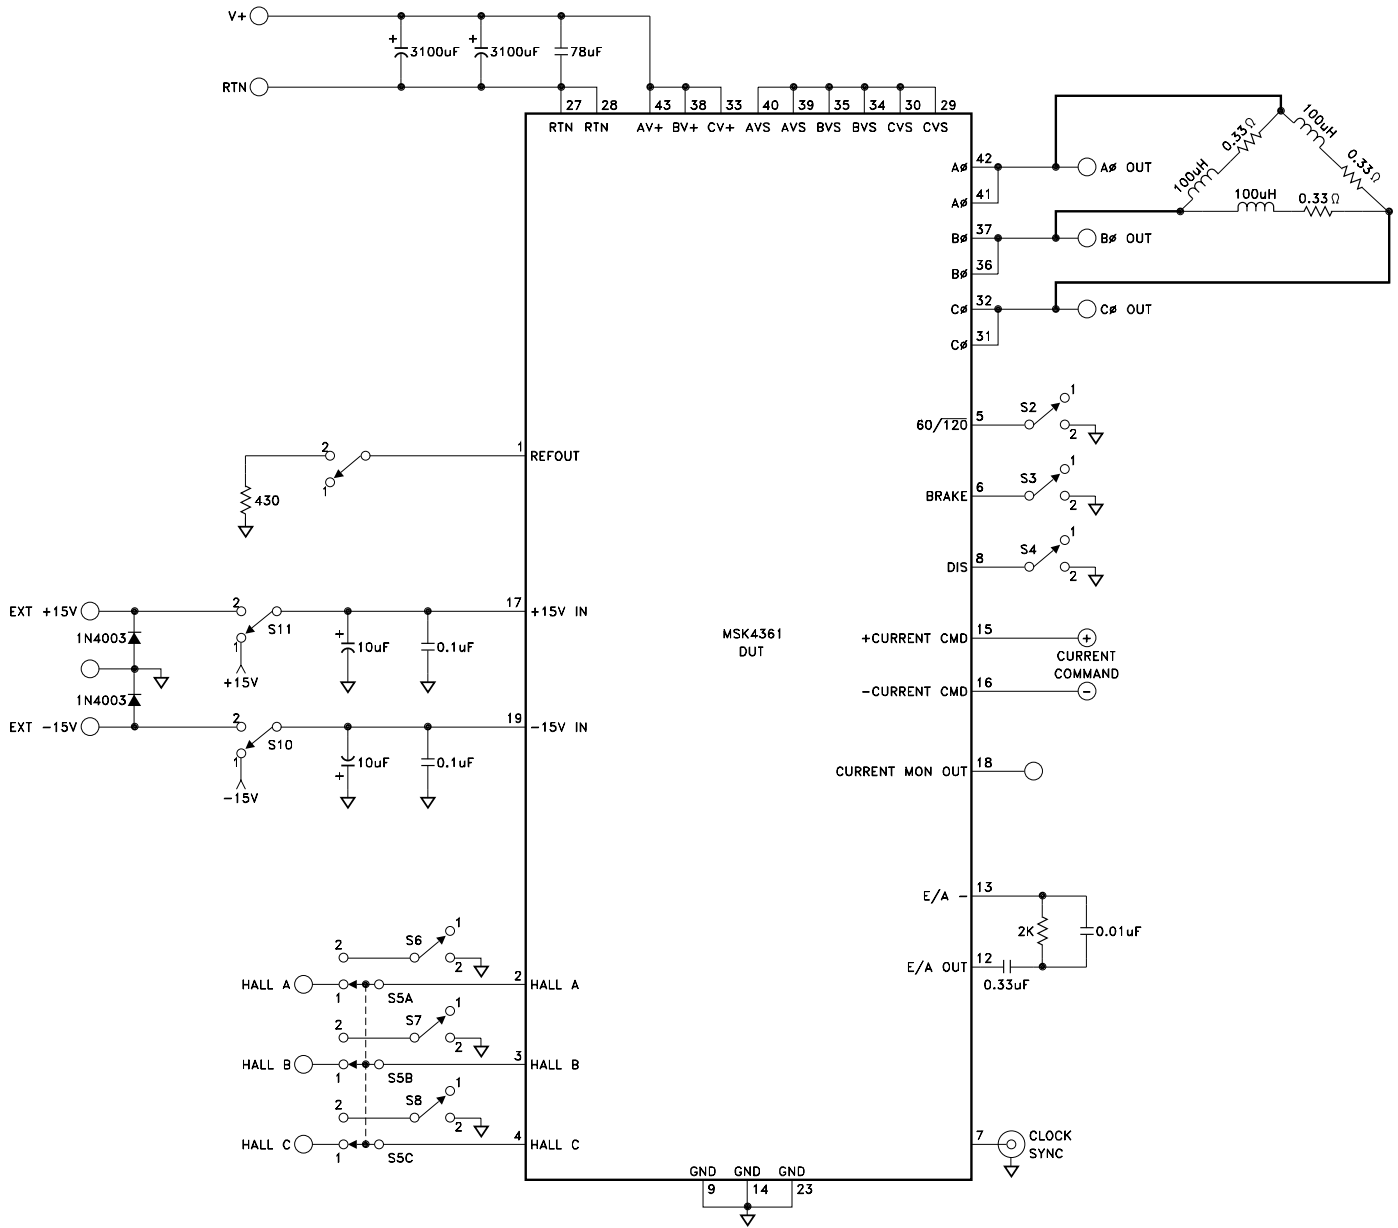 V+
+
3100uF
+
3100uF
78uF
RTN
27 28 43 38 33 40 39 35 34 30 29
RTN RTN AV+ BV+ CV+ AVS AVS BVS BVS CVS CVS
AØ 42
AØ 41
BØ 37
BØ 36
CØ 32
CØ 31
AØ OUT
BØ OUT
CØ OUT
100uH
0.33Ω
100uH
0.33Ω
100uH
0.33Ω
60/120 5 S2 1 2
BRAKE 6 S3 1 2
DIS 8 S4 1 2
2
1
1 REFOUT
430
EXT +15V
1N4003
2
S11
1
+15V
+
10uF
0.1uF
17 +15V IN
1N4003
EXT -15V
2
S10
1
-15V
+
10uF
0.1uF
19 -15V IN
MSK4361
DUT
+CURRENT CMD 15 +
CURRENT
COMMAND
-CURRENT CMD 16 -
CURRENT MON OUT 18
E/A - 13
2K
0.01uF
E/A OUT 12
0.33uF
2 S6 1 2
HALL A 1 S5A 2 HALL A
2 S7 1 2
HALL B 1 S5B 3 HALL B
2 S8 1 2
HALL C 1 S5C 4 HALL C
7 CLOCK
SYNC
GND GND GND
9 14 23